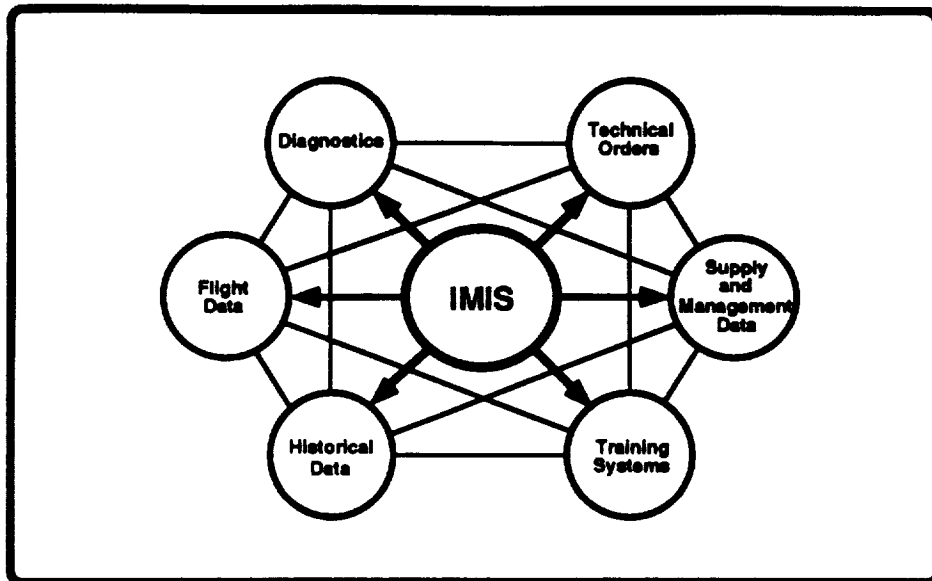 Diagnostics
Technical
Orders
Flight
Data
IMIS
Supply
and
Management
Data
Historical
Data
Training
Systems